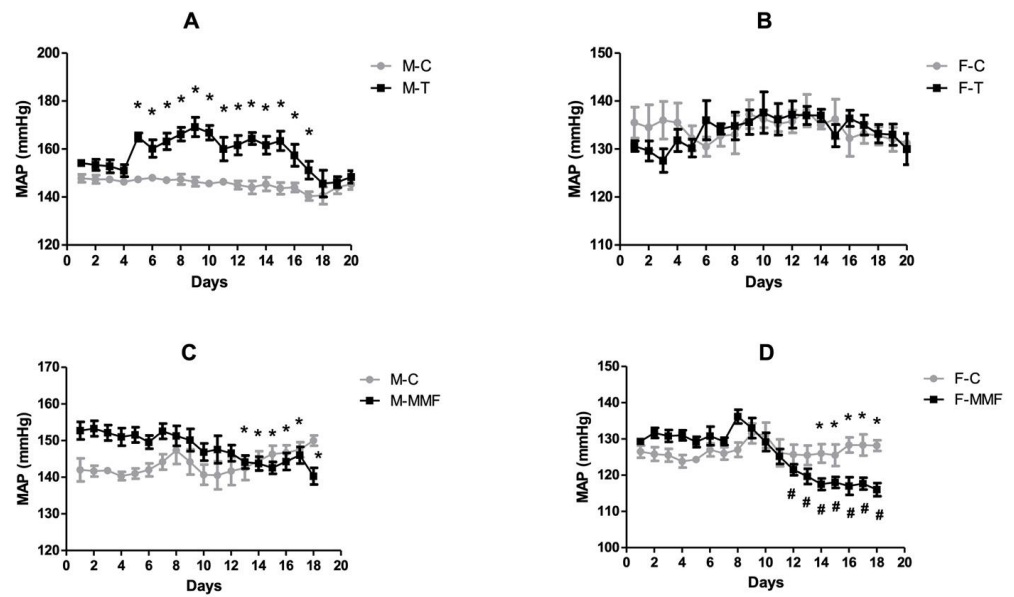 A
200
180
160
140
120
MAP (mmHg)
* * * * * * * * * * * * *
0 2 4 6 8 10 12 14 16 18 20
Days
M-C
M-T
B
150
140
130
120
110
MAP (mmHg)
0 2 4 6 8 10 12 14 16 18 20
Days
F-C
F-T
C
170
160
150
140
130
120
MAP (mmHg)
* * * * * *
0 2 4 6 8 10 12 14 16 18 20
Days
M-C
M-MMF
D
150
140
130
120
110
100
MAP (mmHg)
* * * * *
# # # # # # #
0 2 4 6 8 10 12 14 16 18 20
Days
F-C
F-MMF